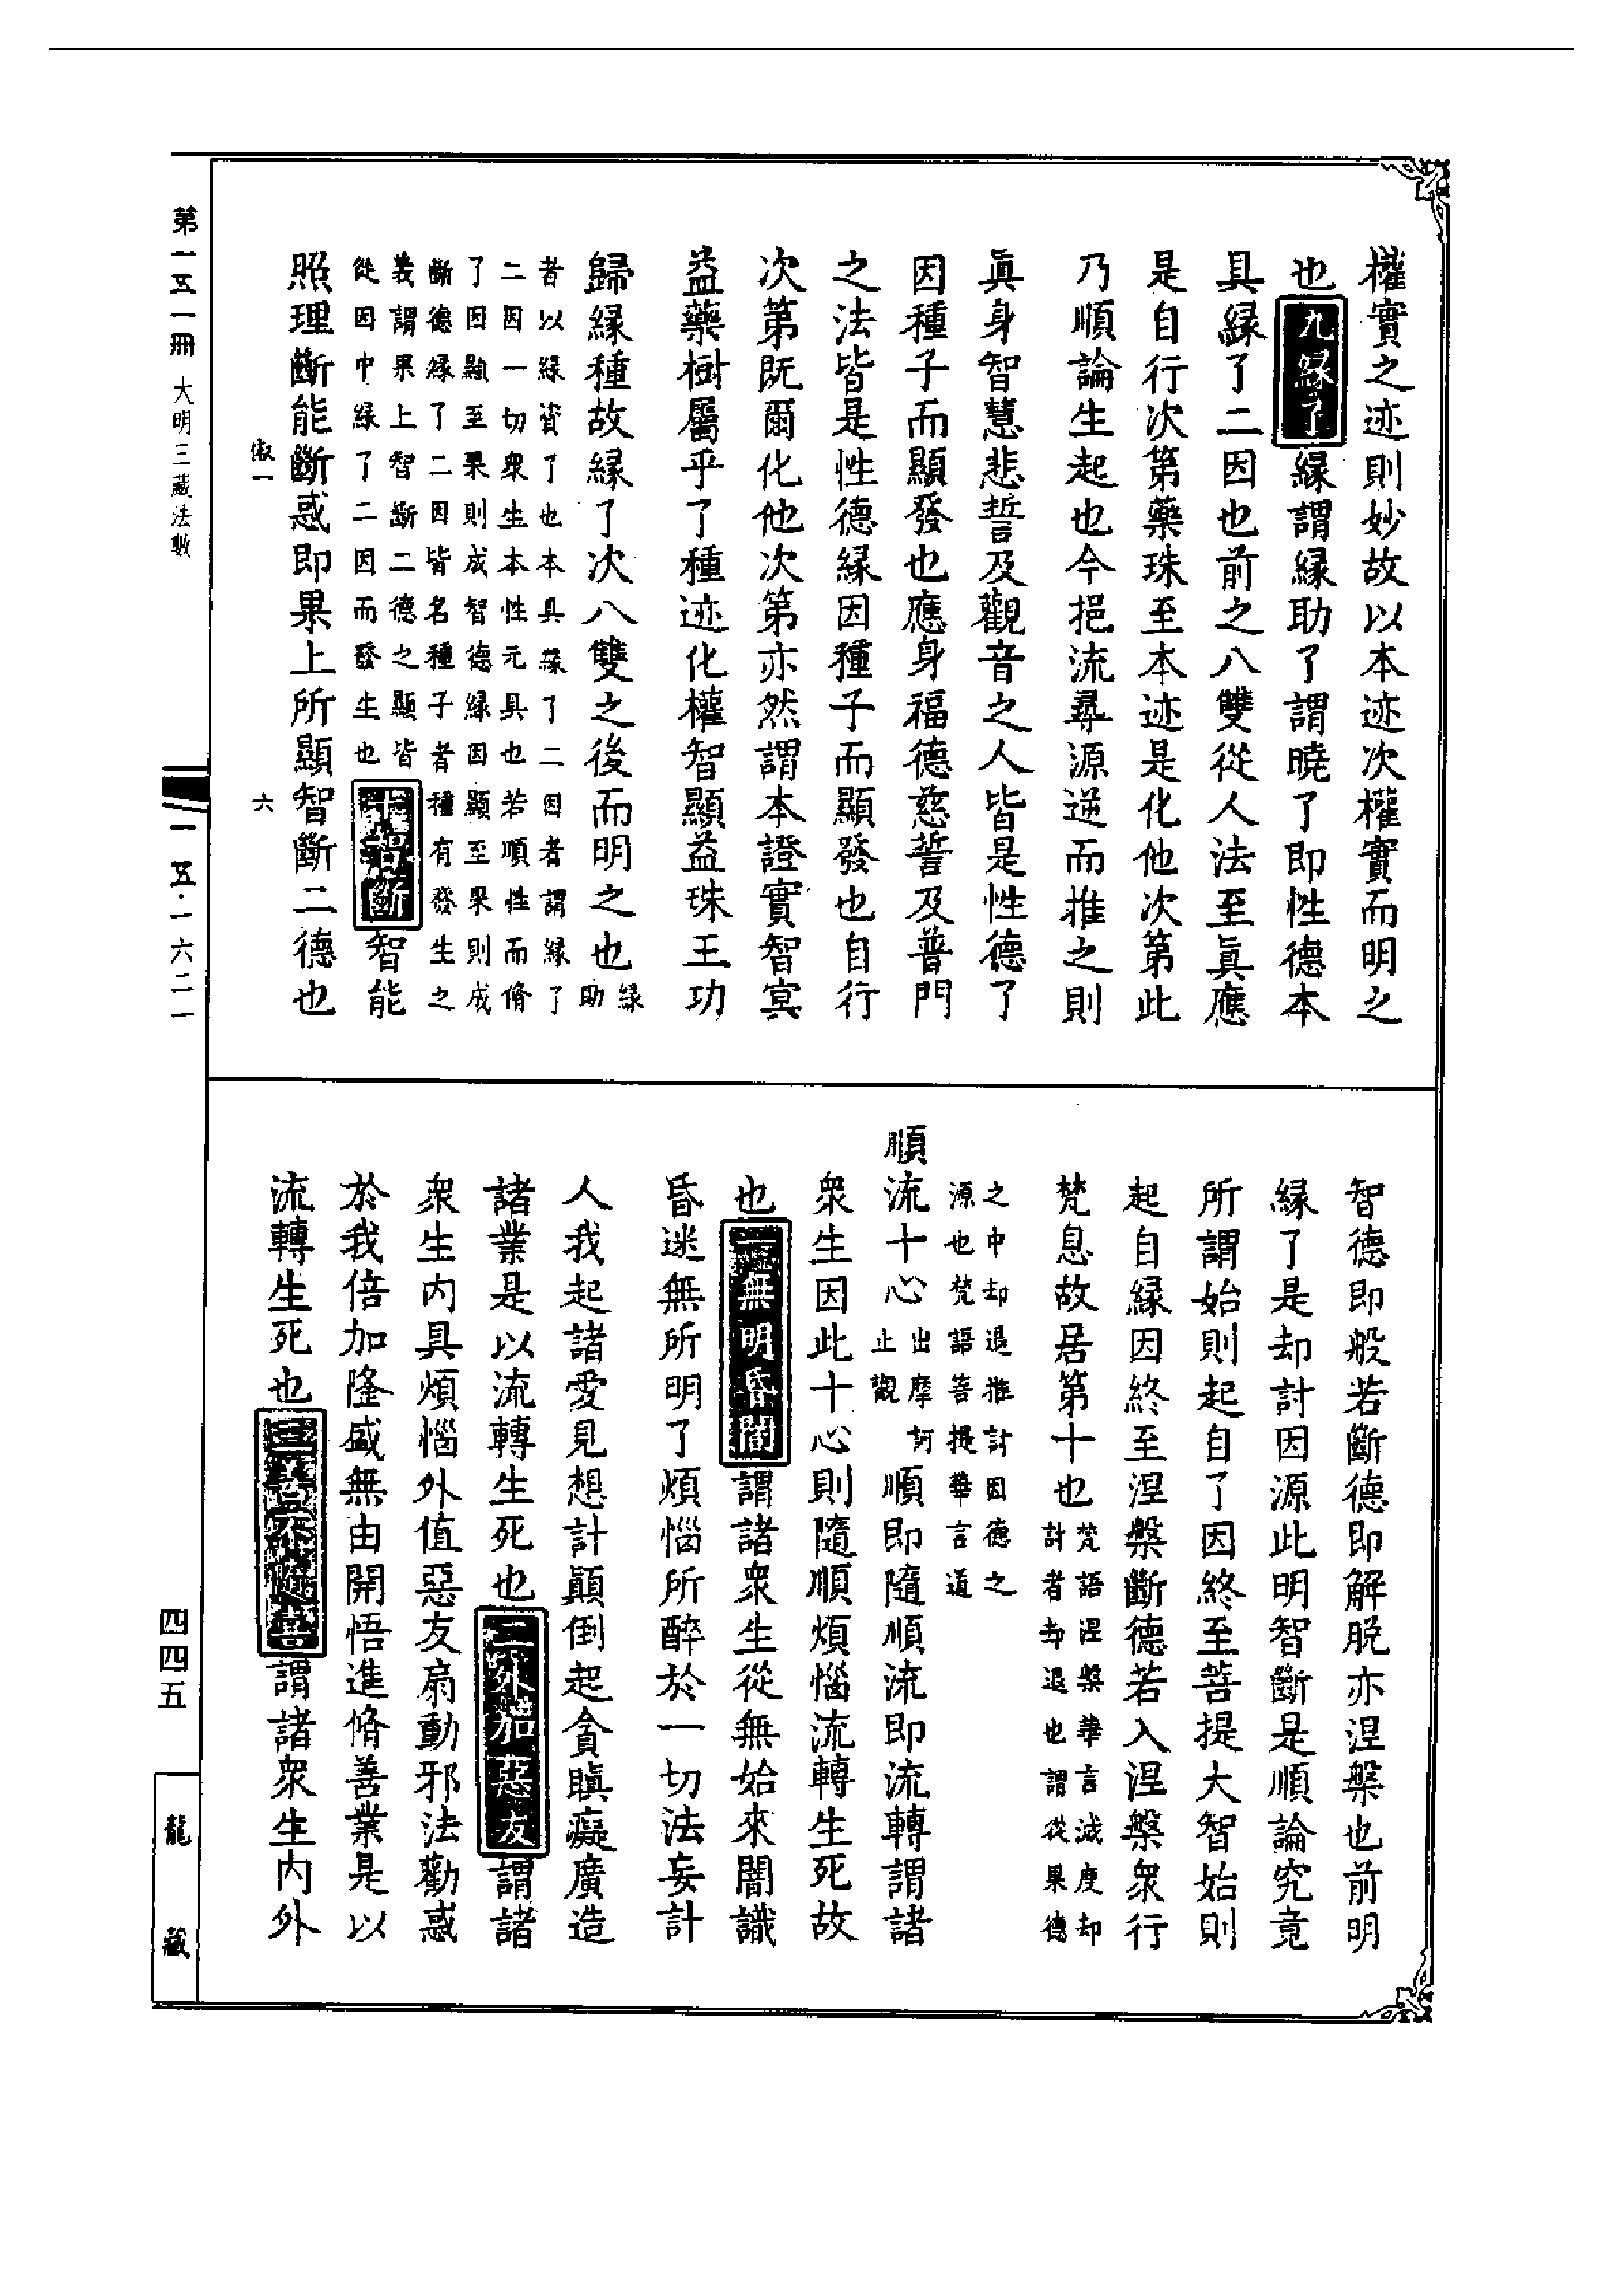 權實之迹則妙故以本迹次權實而明之
也九緣了緣謂緣助了謂曉了即性德本
具緣了二因也前之八雙從人法至眞應
是自行次第藥珠至本迹是化他次第此
乃順論生起也今挹流尋源逆而推之則
眞身智慧悲誓及觀音之人皆是性德了
因種子而顯發也應身福德慈誓及普門
之法皆是性德緣因種子而顯發也自行
次第既爾化他次第亦然謂本證實智冥
益藥樹屬乎了種迹化權智顯益珠王功
歸緣種故緣了次八雙之後而明之也緣
助
者以緣資了也本具緣了二因者謂緣了
二因一切衆生本性元具也若順性而脩
了因顯至果則成智德緣因顯至果則成
斷德緣了二因皆名種子者種有發生之
義謂果上智斷二德之顯皆
從因中緣了二因而發生也
十智斷智能
照理斷能斷惑即果上所顯智斷二德也
俶一
六
智德即般若斷德即解脱亦涅槃也前明
緣了是却討因源此明智斷是順論究竟
所謂始則起自了因終至菩提大智始則
起自緣因終至涅槃斷德若入涅槃衆行
梵息故居第十也梵語涅槃華言滅度却
討者却退也謂從果德
之中却退推討因德之
源也梵語菩提華言道
順流十心出摩訶
止觀
順即隨順流即流轉謂諸
衆生因此十心則隨順煩惱流轉生死故
也一無明昏闇謂諸衆生從無始來闇識
昏迷無所明了煩惱所醉於一切法妄計
人我起諸愛見想計顚倒起貪瞋癡廣造
諸業是以流轉生死也二外加惡友謂諸
衆生内具煩惱外值惡友扇動邪法勸惑
於我倍加隆盛無由開悟進脩善業是以
流轉生死也三善不隨喜謂諸衆生内外
第一五一冊 大明三藏法數
一五·一六二一
四四五
龍藏